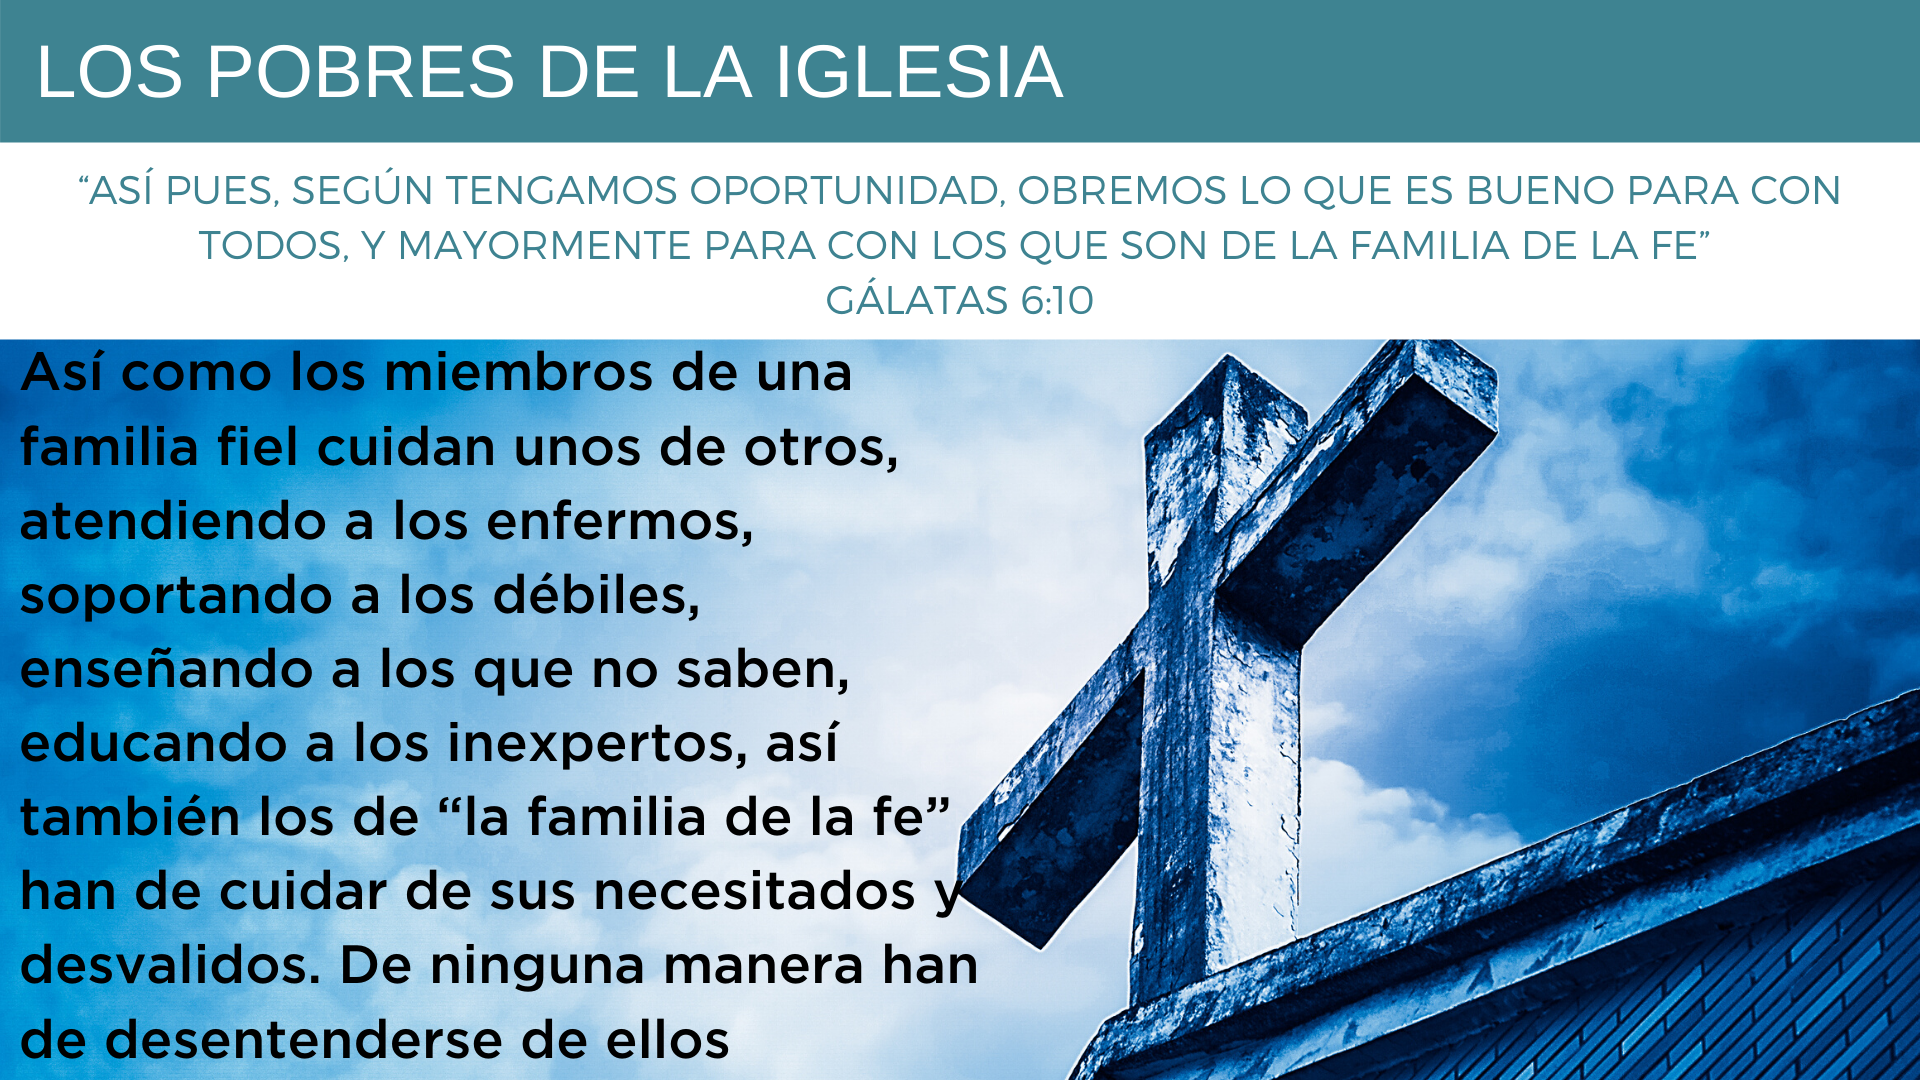 LOS POBRES DE LA IGLESIA
“ASÍ PUES, SEGÚN TENGAMOS OPORTUNIDAD, OBREMOS LO QUE ES BUENO PARA CON
TODOS, Y MAYORMENTE PARA CON LOS QUE SON DE LA FAMILIA DE LA FE”
GÁLATAS 6:10
Así como los miembros de una
familia fiel cuidan unos de otros,
atendiendo a los enfermos,
soportando a los débiles,
enseñando a los que no saben,
educando a los inexpertos, así
también los de “la familia de la fe”
han de cuidar de sus necesitados y
desvalidos. De ninguna manera han
de desentenderse de ellos